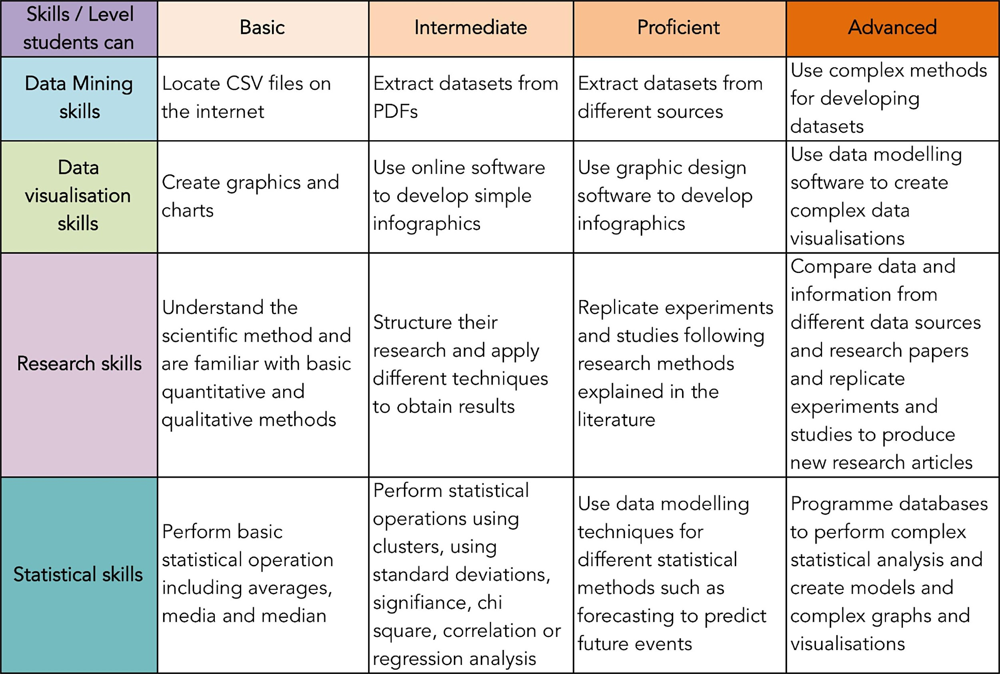 Skills / Level
students can
Basic
Intermediate
Proficient
Advanced
Data Mining
skills
Locate CSV files on
the internet
Extract datasets from
PDFs
Extract datasets from
different sources
Use complex methods
for developing
datasets
Data
visualisation
skills
Create graphics and
charts
Use online software
to develop simple
infographics
Use graphic design
software to develop
infographics
Use data modelling
software to create
complex data
visualisations
Research skills
Understand the
scientific method and
are familiar with basic
quantitative and
qualitative methods
Structure their
research and apply
different techniques
to obtain results
Replicate experiments
and studies following
research methods
explained in the
literature
Compare data and
information from
different data sources
and research papers
and replicate
experiments and
studies to produce
new research articles
Statistical skills
Perform basic
statistical operation
including averages,
media and median
Perform statistical
operations using
clusters, using
standard deviations,
signifiance, chi
square, correlation or
regression analysis
Use data modelling
techniques for
different statistical
methods such as
forecasting to predict
future events
Programme databases
to perform complex
statistical analysis and
create models and
complex graphs and
visualisations